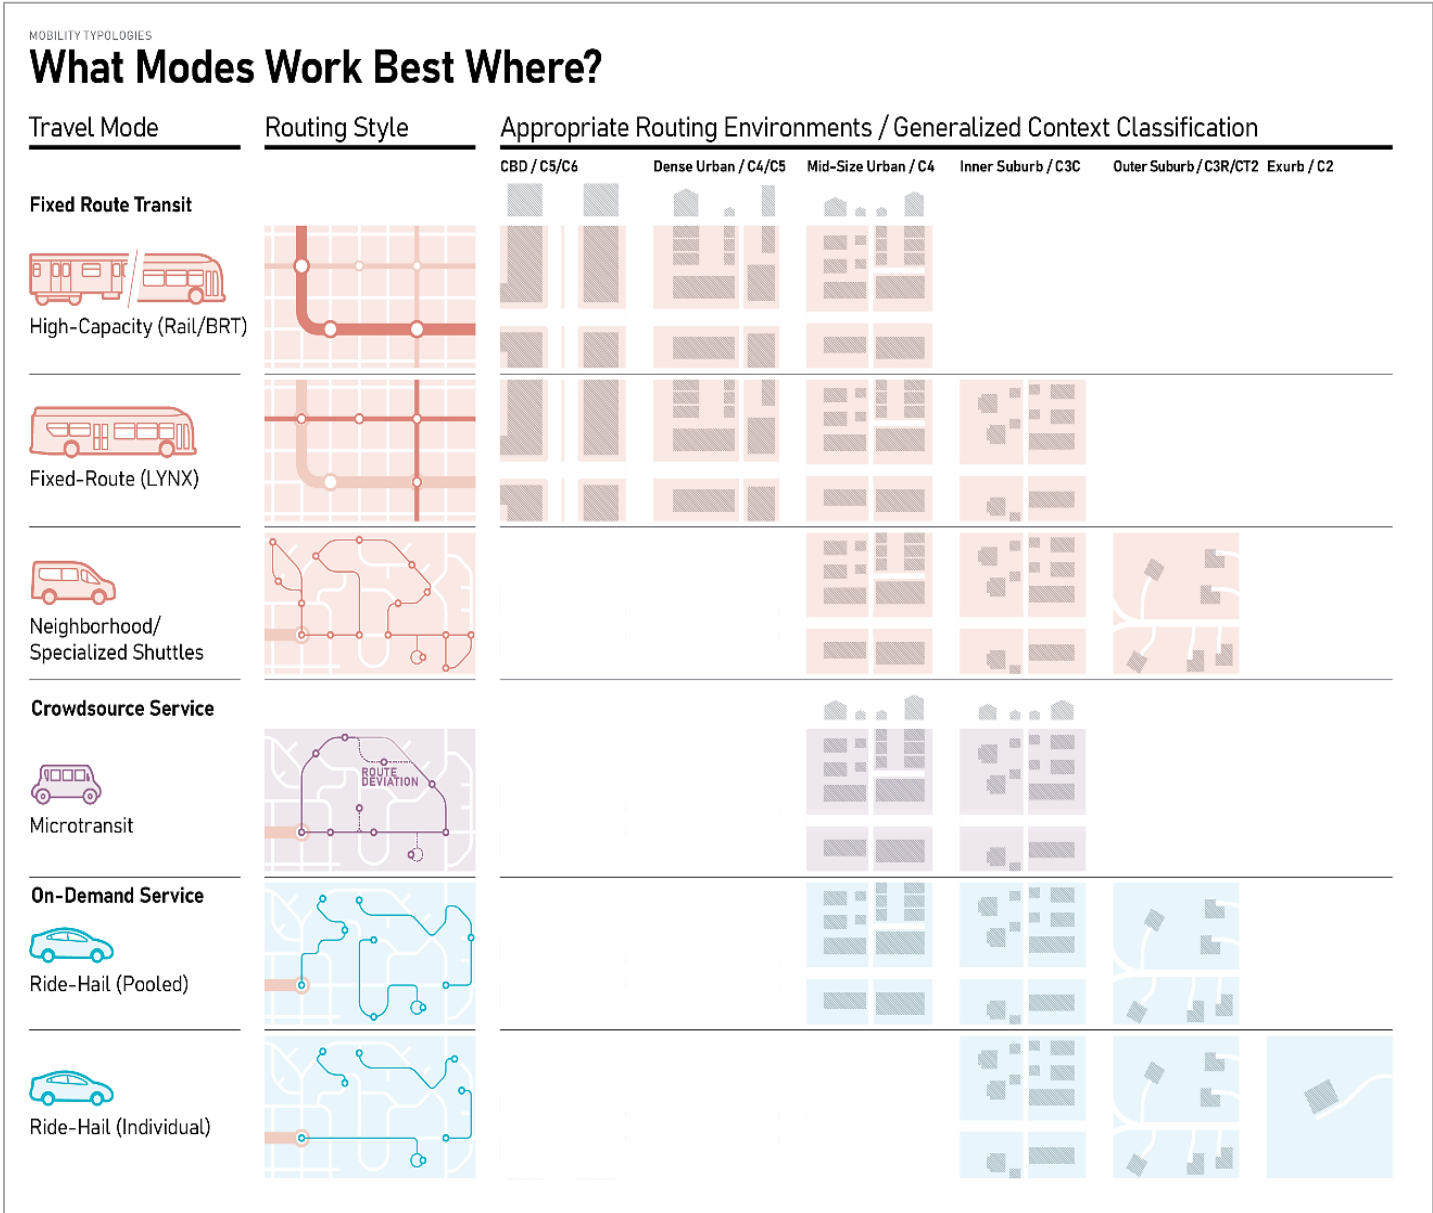 MOBILITY TYPOLOGIES
What Modes Work Best Where?
Travel Mode
Routing Style
Appropriate Routing Environments / Generalized Context Classification
CBD / C5/C6
Dense Urban / C4/C5
Mid-Size Urban / C4
Inner Suburb / C3C
Outer Suburb / C3R/CT2
Exurb / C2
Fixed Route Transit
High-Capacity (Rail/BRT)
Fixed-Route (LYNX)
Neighborhood/
Specialized Shuttles
Crowdsource Service
ROUTE
DEVIATION
Microtransit
On-Demand Service
Ride-Hail (Pooled)
Ride-Hail (Individual)